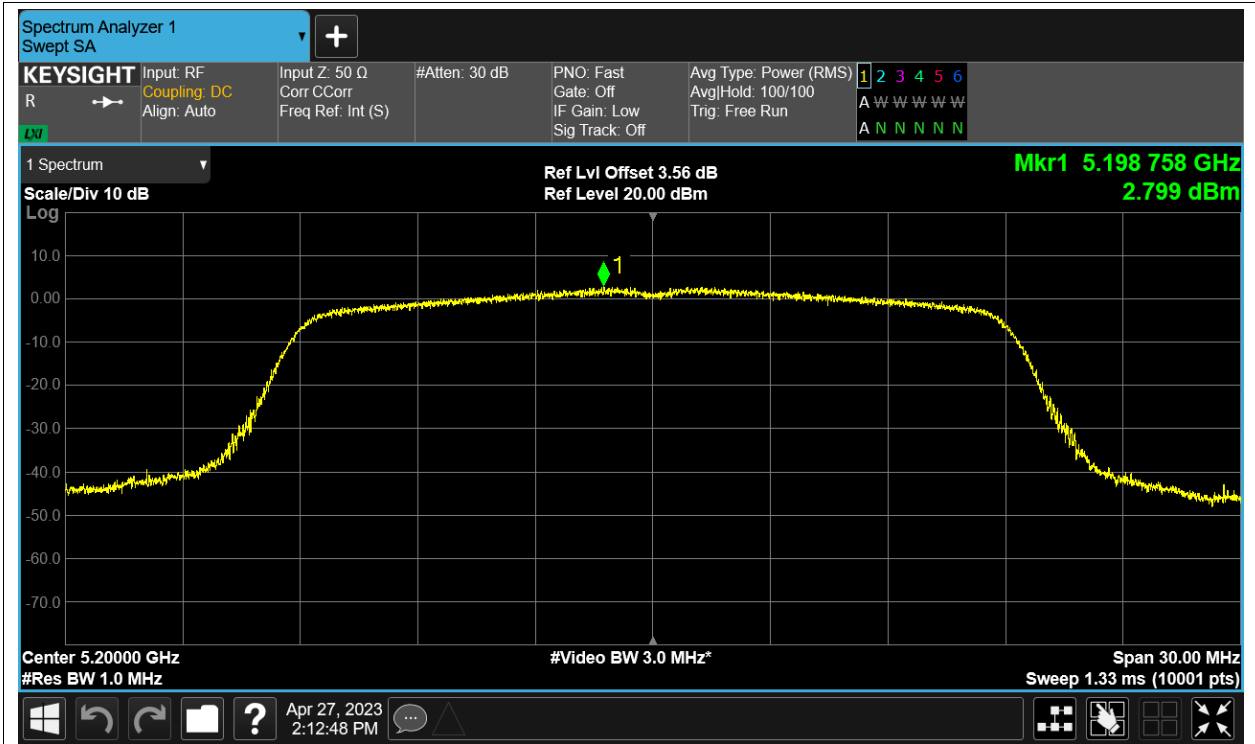 Spectrum Analyzer 1
Swept SA
KEYSIGHT
R
LXI
Input: RF
Coupling: DC
Align: Auto
Input Z: 50 Ω
Corr CCorr
Freq Ref: Int (S)
#Atten: 30 dB
PNO: Fast
Gate: Off
IF Gain: Low
Sig Track: Off
Avg Type: Power (RMS)
Avg|Hold: 100/100
Trig: Free Run
1 2 3 4 5 6
A W W W W W
A N N N N N
1 Spectrum
Scale/Div 10 dB
Log
Ref Lvl Offset 3.56 dB
Ref Level 20.00 dBm
Mkr1 5.198 758 GHz
2.799 dBm
1
10.0
0.00
-10.0
-20.0
-30.0
-40.0
-50.0
-60.0
-70.0
Center 5.20000 GHz
#Video BW 3.0 MHz*
Span 30.00 MHz
#Res BW 1.0 MHz
Sweep 1.33 ms (10001 pts)
?
Apr 27, 2023
2:12:48 PM